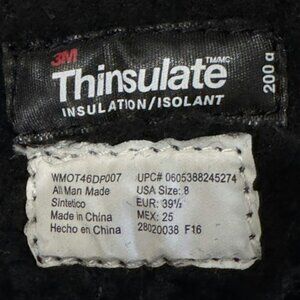 3M
Thinsulate TM/MC
INSULATION/ISOLANT
200 g
WMOT46DP007 UPC# 0605388245274
All Man Made USA Size: 8
Sintetico EUR: 39½
Made in China MEX: 25
Hecho en China 28020038 F16